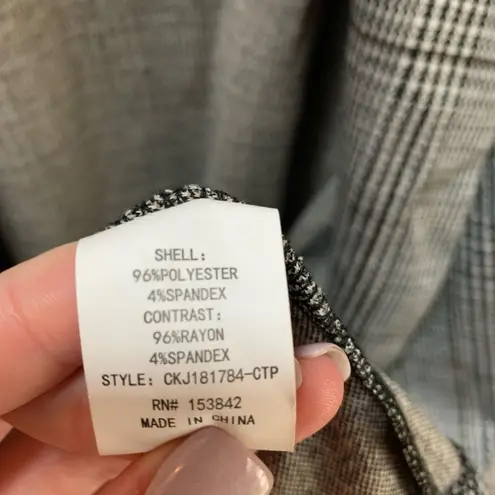 SHELL:
96%POLYESTER
4%SPANDEX
CONTRAST:
96%RAYON
4%SPANDEX
STYLE: CKJ181784-CTP
RN# 153842
MADE IN CHINA